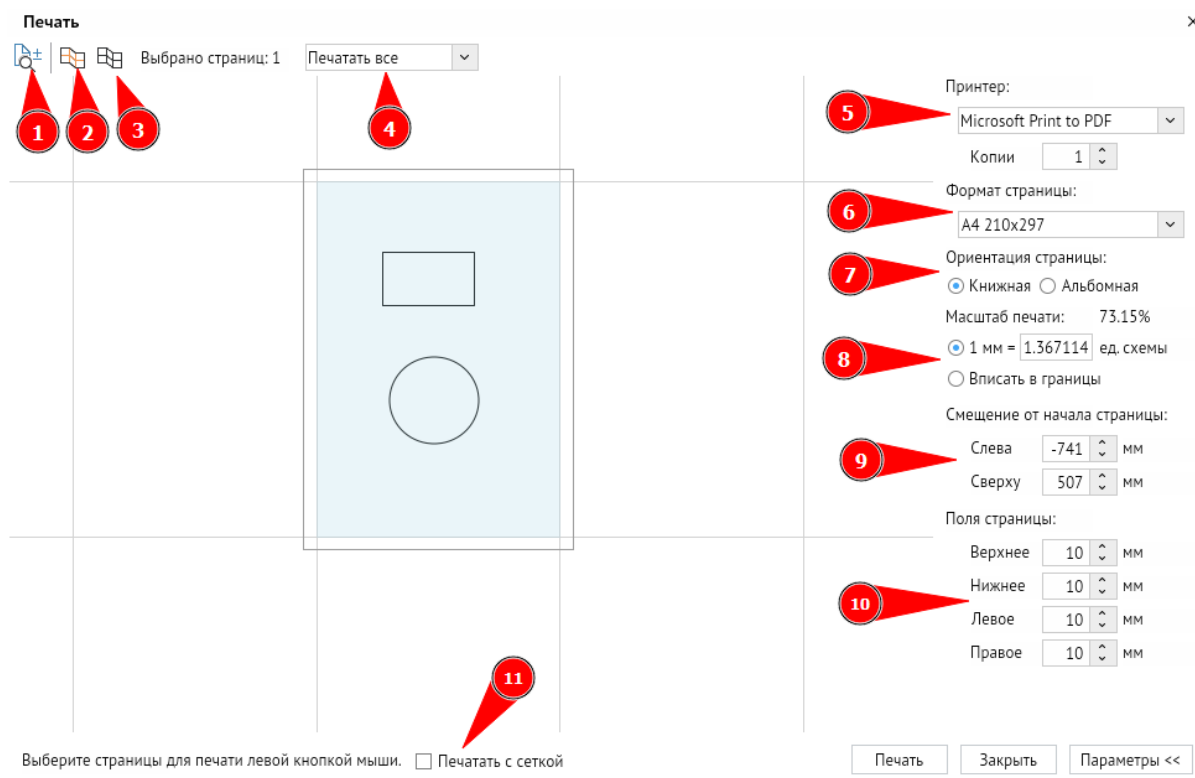 Печать
Выбрано страниц: 1 Печатать все
1 2 3 4
Принтер:
5 Microsoft Print to PDF
Копии 1
Формат страницы:
6 A4 210x297
Ориентация страницы:
7 Книжная Альбомная
Масштаб печати: 73.15%
8 1 мм = 1.367114 ед. схемы
Вписать в границы
Смещение от начала страницы:
9 Слева -741 мм
Сверху 507 мм
Поля страницы:
Верхнее 10 мм
10 Нижнее 10 мм
Левое 10 мм
Правое 10 мм
11
Выберите страницы для печати левой кнопкой мыши. Печатать с сеткой Печать Закрыть Параметры <<